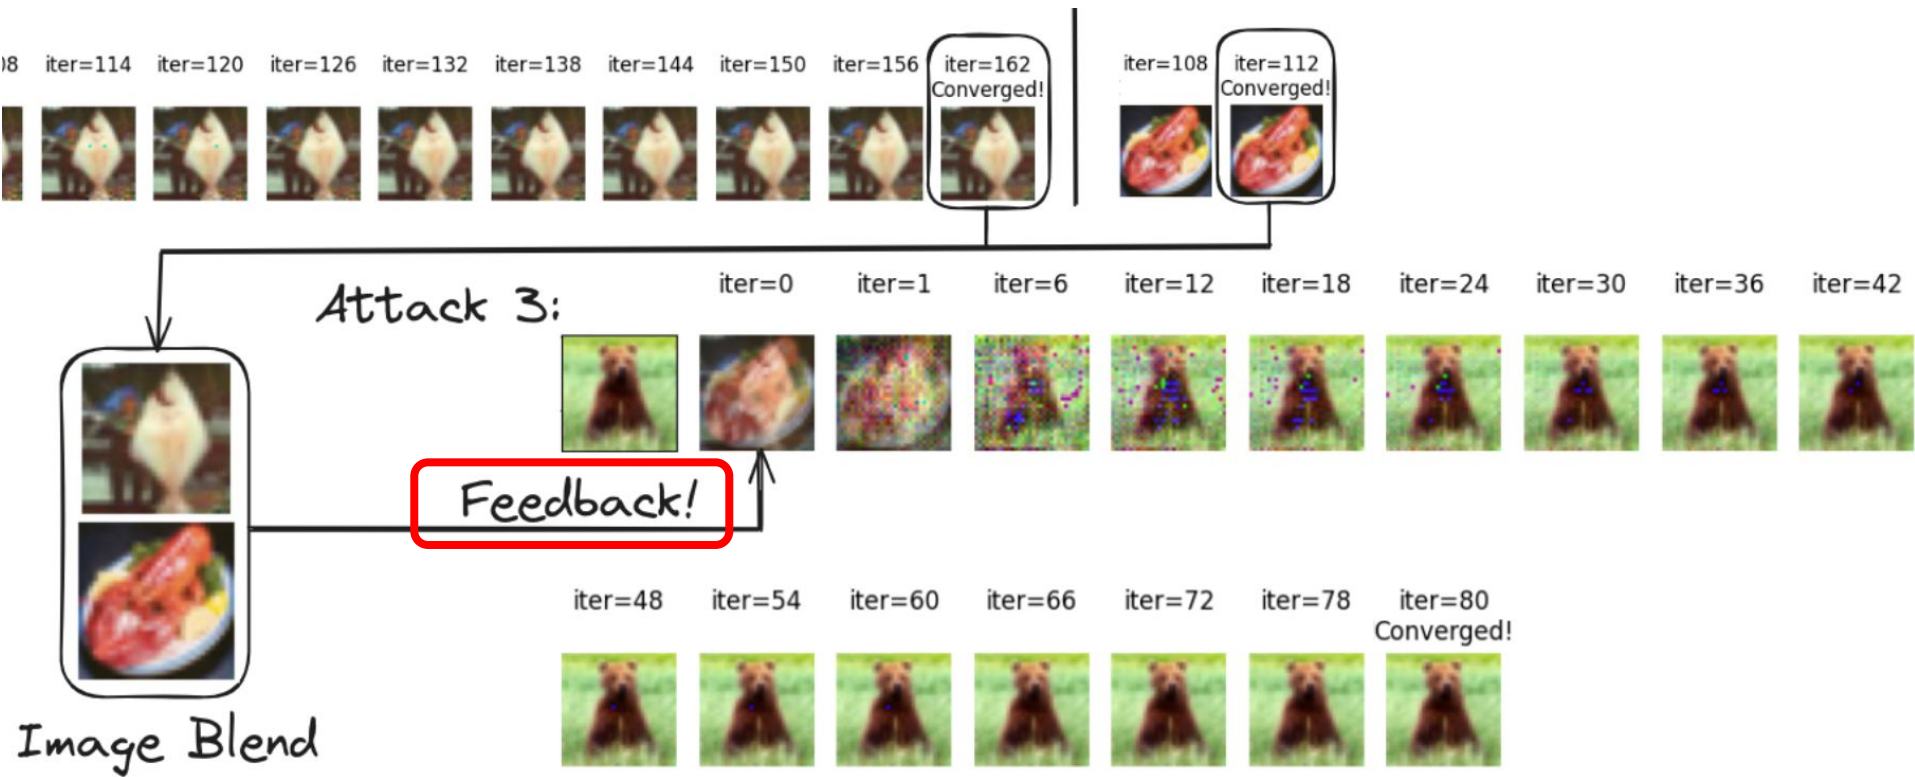 08 iter=114 iter=120 iter=126 iter=132 iter=138 iter=144 iter=150 iter=156 iter=162 iter=108 iter=112
Converged! Converged!
Attack 3:
iter=0 iter=1 iter=6 iter=12 iter=18 iter=24 iter=30 iter=36 iter=42
Feedback!
iter=48 iter=54 iter=60 iter=66 iter=72 iter=78 iter=80
Converged!
Image Blend